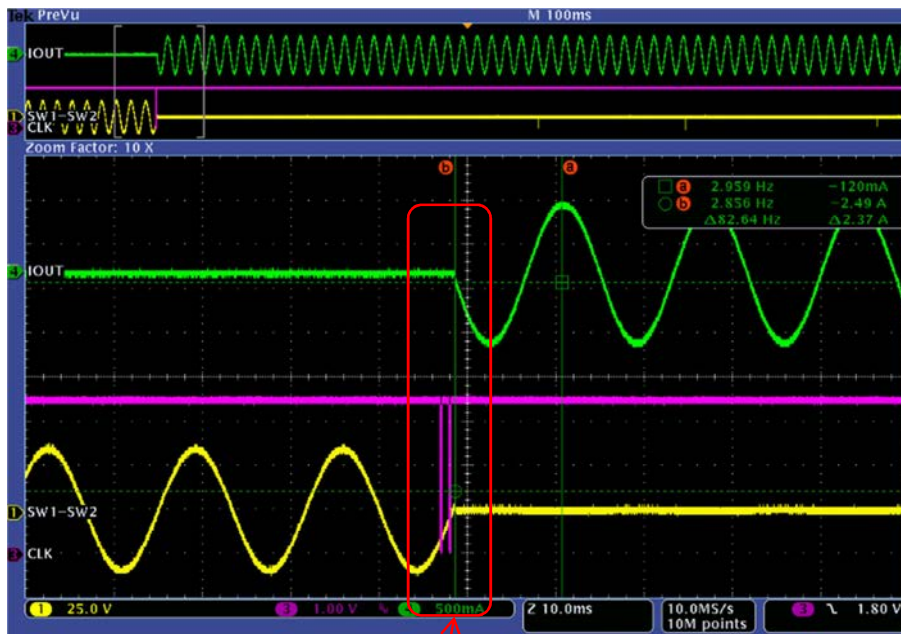 Tek PreVu M 100ms
4 IOUT
1 SW1-SW2
3 CLK
Zoom Factor: 10 X
b a
a 2.959 Hz -120mA
b 2.856 Hz -2.49 A
Δ82.64 Hz Δ2.37 A
4 IOUT
1 SW1-SW2
3 CLK
1 25.0 V 3 1.00 V 500mA Z 10.0ms 10.0MS/s 3 1.80 V
10M points